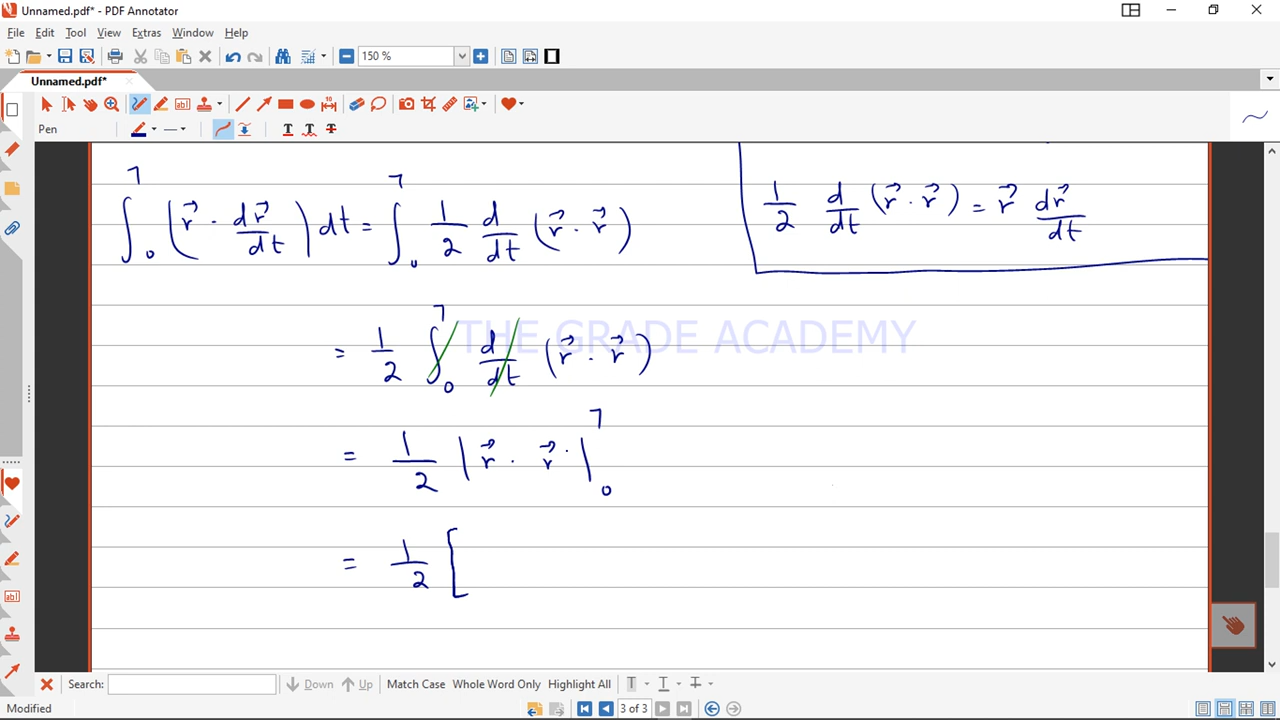 Unnamed.pdf* - PDF Annotator
File Edit Tool View Extras Window Help
150 %
Unnamed.pdf*
Pen
∫₀⁷ (r⃗ · dr⃗/dt) dt = ∫₀⁷ 1/2 d/dt (r⃗ · r⃗)
1/2 d/dt (r⃗ · r⃗) = r⃗ dr⃗/dt
= 1/2 ∫₀⁷ d/dt (r⃗ · r⃗)
THE GRADE ACADEMY
= 1/2 | r⃗ · r⃗ · |₀⁷
= 1/2 [
Search: Down Up Match Case Whole Word Only Highlight All T T T
Modified 3 of 3